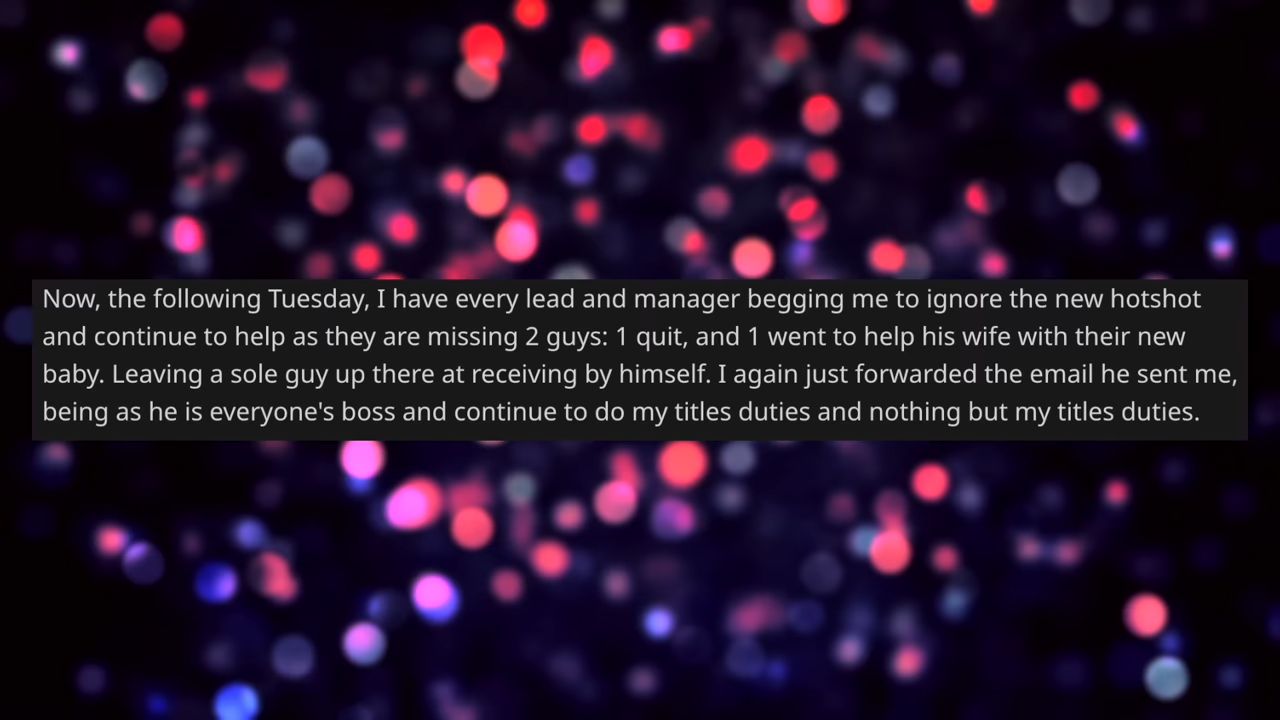 Now, the following Tuesday, I have every lead and manager begging me to ignore the new hotshot
and continue to help as they are missing 2 guys: 1 quit, and 1 went to help his wife with their new
baby. Leaving a sole guy up there at receiving by himself. I again just forwarded the email he sent me,
being as he is everyone's boss and continue to do my titles duties and nothing but my titles duties.